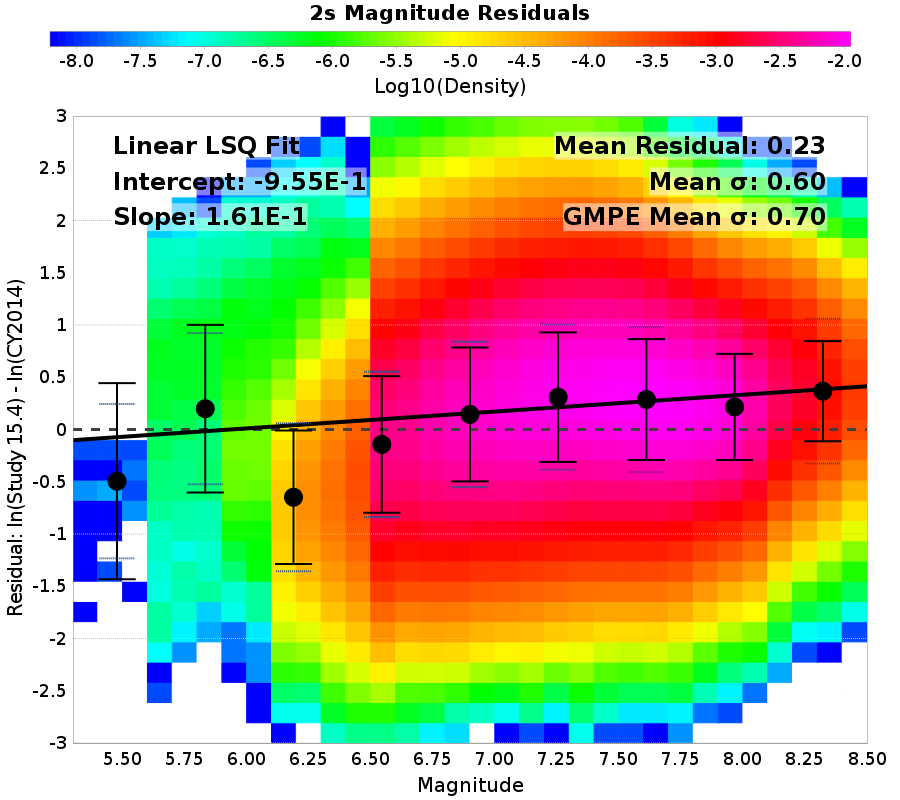 2s Magnitude Residuals
-8.0 -7.5 -7.0 -6.5 -6.0 -5.5 -5.0 -4.5 -4.0 -3.5 -3.0 -2.5 -2.0
Log10(Density)
Linear LSQ Fit
Intercept: -9.55E-1
Slope: 1.61E-1
Mean Residual: 0.23
Mean σ: 0.60
GMPE Mean σ: 0.70
Residual: ln(Study 15.4) - ln(CY2014)
3
2.5
2
1.5
1
0.5
0
-0.5
-1
-1.5
-2
-2.5
-3
5.50 5.75 6.00 6.25 6.50 6.75 7.00 7.25 7.50 7.75 8.00 8.25 8.50
Magnitude